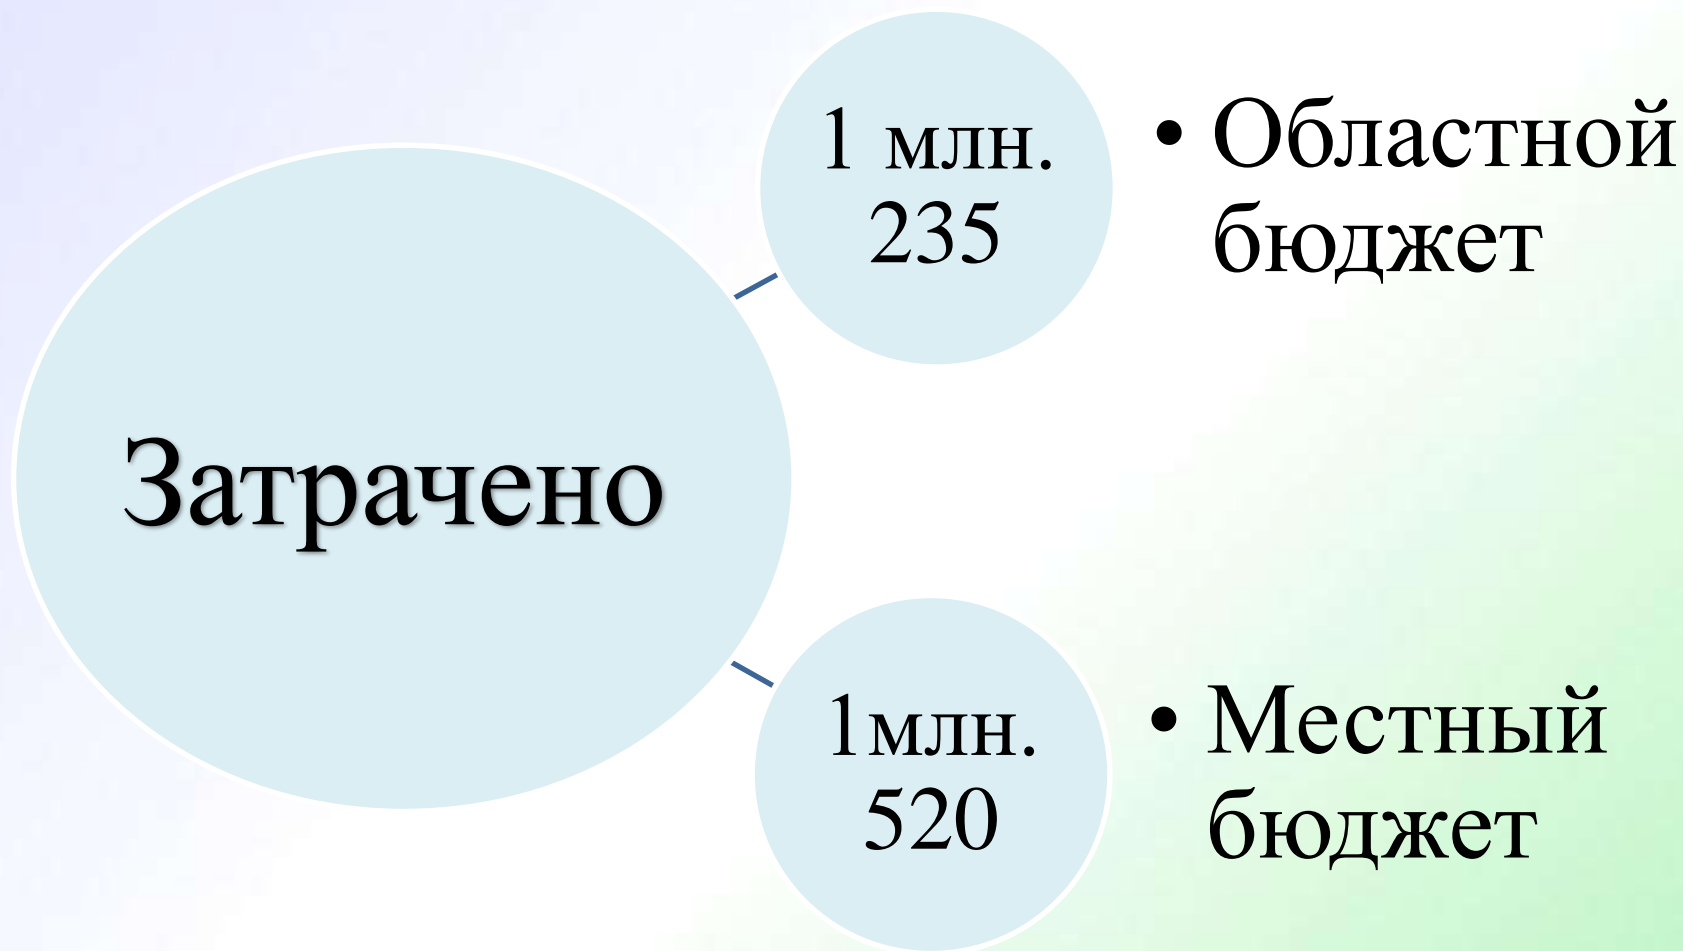 Затрачено
1 млн.
235
• Областной
бюджет
1млн.
520
• Местный
бюджет